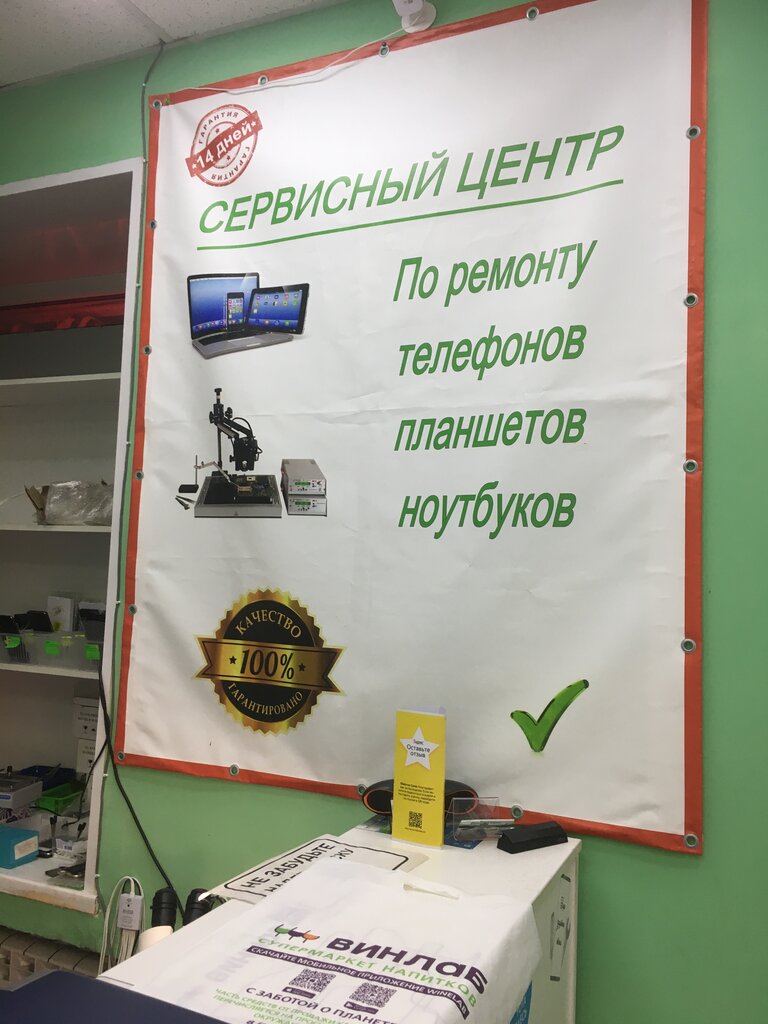 ГАРАНТИЯ
14 дней
ГАРАНТИЯ
СЕРВИСНЫЙ ЦЕНТР
По ремонту
телефонов
планшетов
ноутбуков
КАЧЕСТВО
100%
ГАРАНТИРОВАНО
Оставьте
отзыв
НЕ ЗАБУДЬТЕ
ВИНЛАБ
СУПЕРМАРКЕТ НАПИТКОВ
СКАЧАЙТЕ МОБИЛЬНОЕ ПРИЛОЖЕНИЕ WINELAB
С ЗАБОТОЙ О ПЛАНЕТЕ